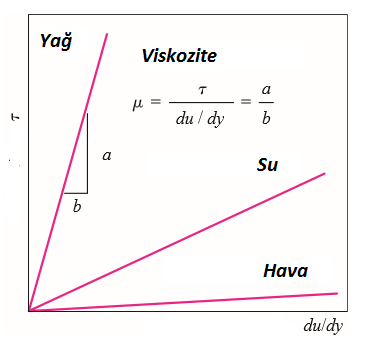 Yağ
Viskozite
μ = τ / (du / dy) = a / b
τ
a
b
Su
Hava
du/dy